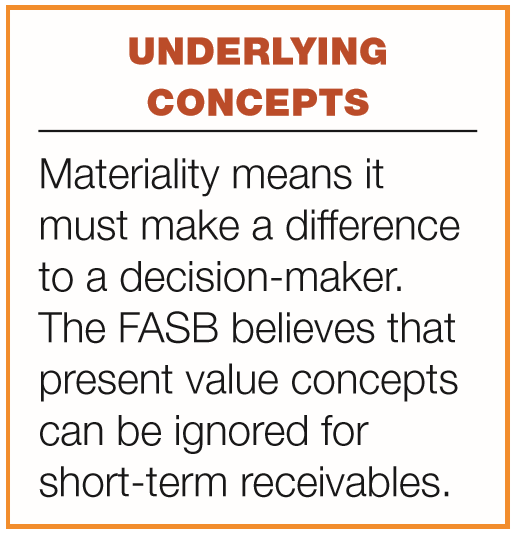 UNDERLYING
CONCEPTS
Materiality means it
must make a difference
to a decision-maker.
The FASB believes that
present value concepts
can be ignored for
short-term receivables.